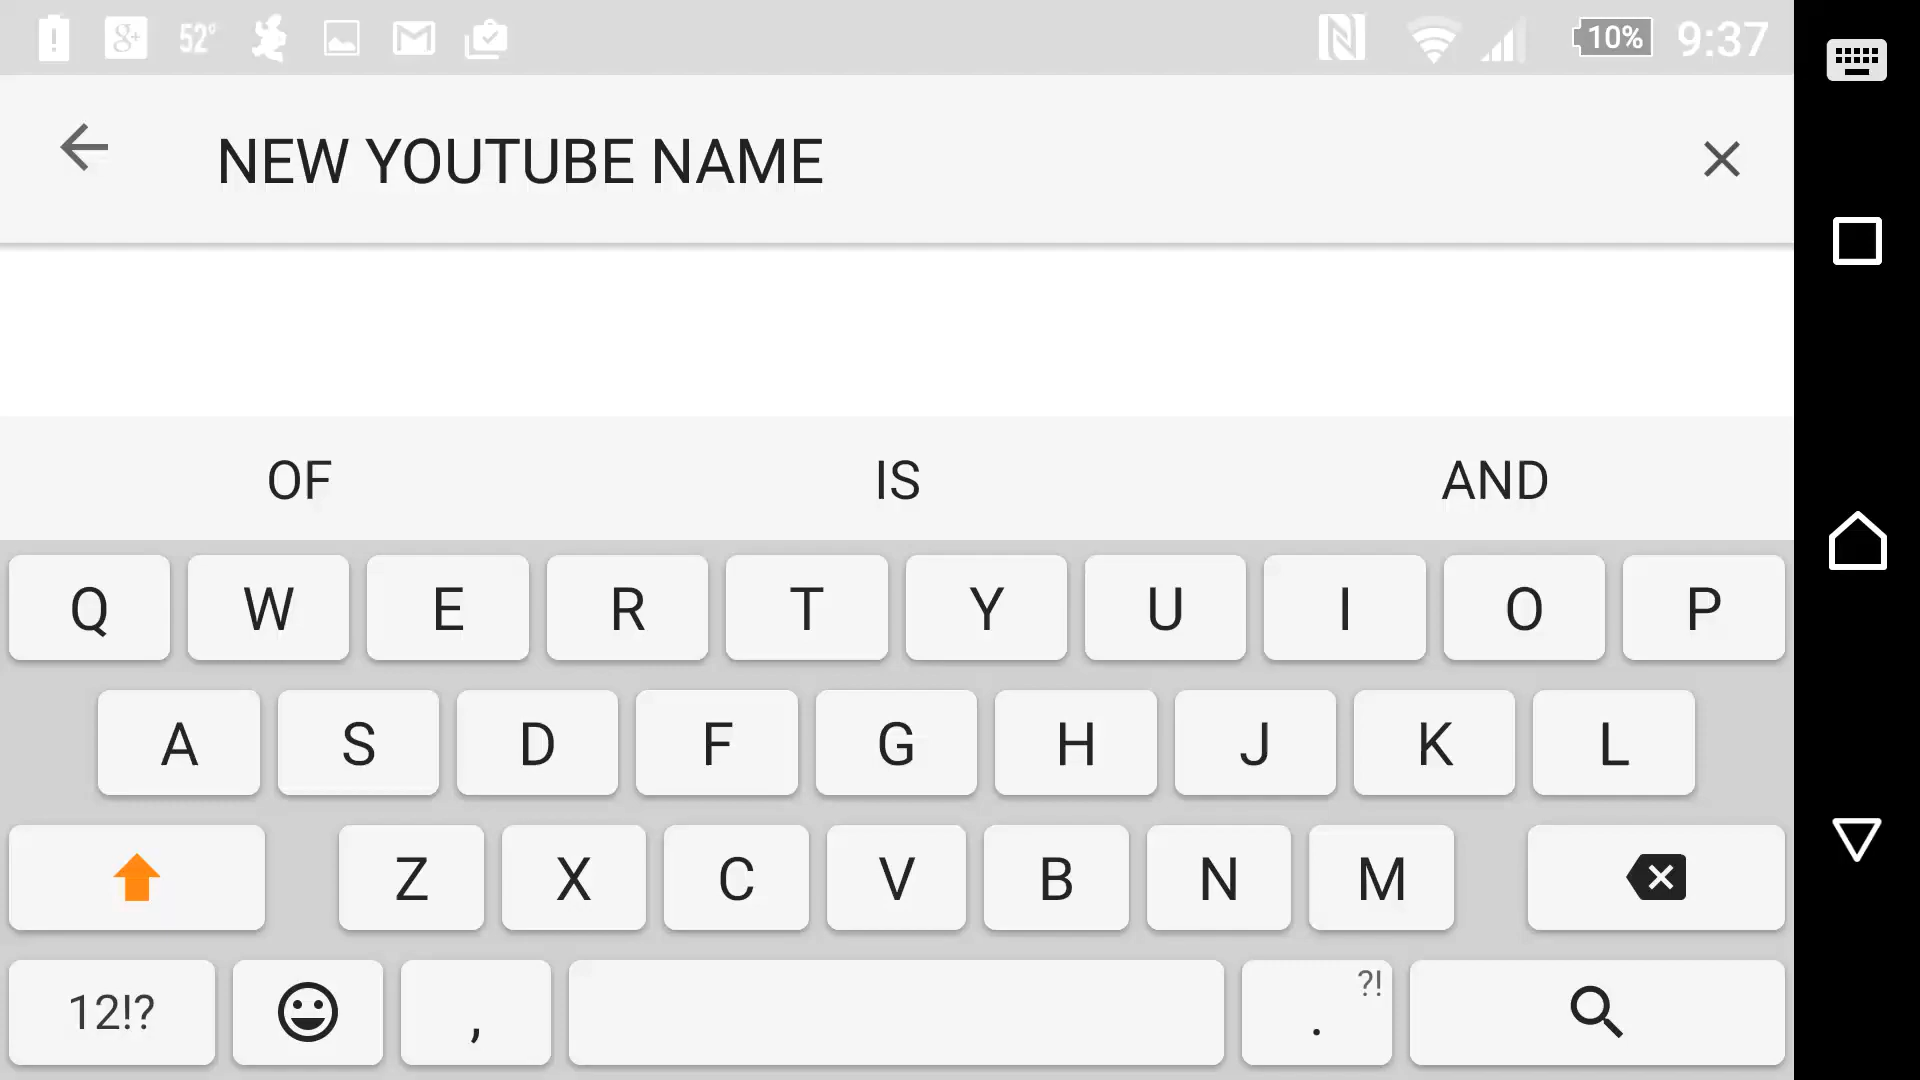 g+ 52° 10% 9:37
NEW YOUTUBE NAME
OF IS AND
Q W E R T Y U I O P
A S D F G H J K L
Z X C V B N M
12!? , . ?!